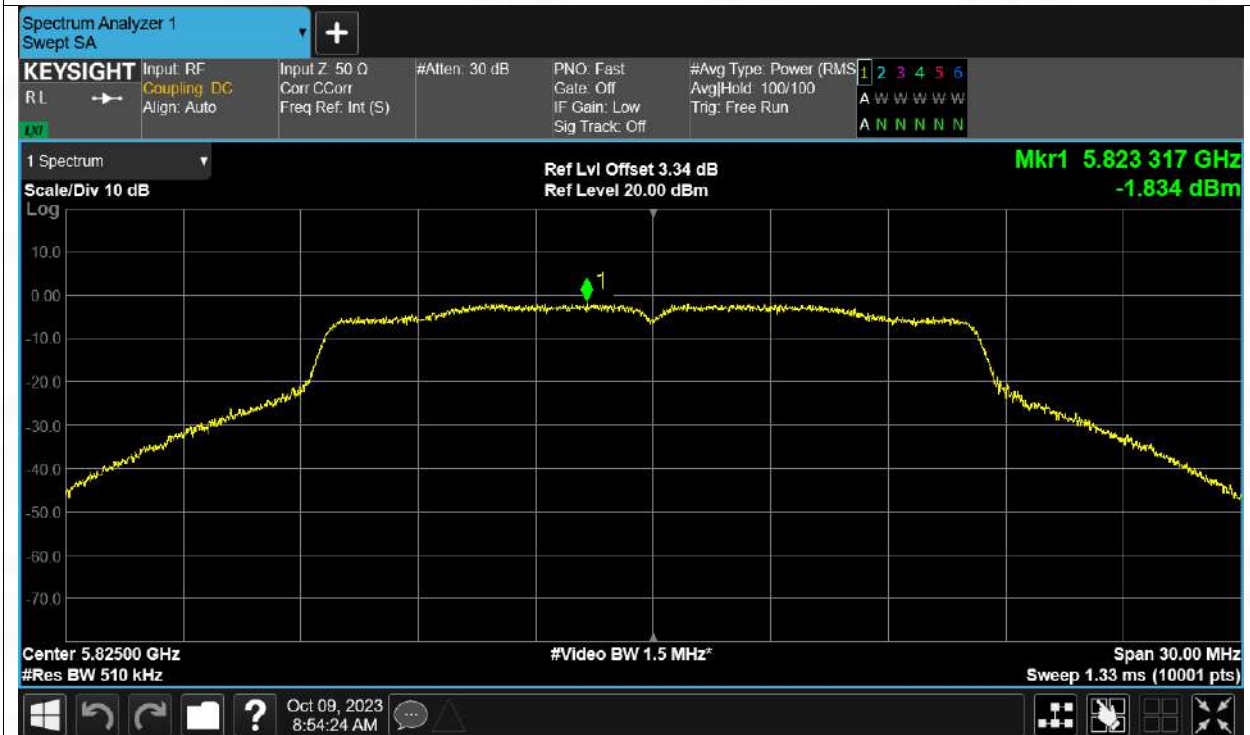 Spectrum Analyzer 1
Swept SA
+
KEYSIGHT
RL
LXI
Input: RF
Coupling: DC
Align: Auto
Input Z: 50 Ω
Corr CCorr
Freq Ref: Int (S)
#Atten: 30 dB
PNO: Fast
Gate: Off
IF Gain: Low
Sig Track: Off
#Avg Type: Power (RMS
Avg|Hold: 100/100
Trig: Free Run
1 2 3 4 5 6
A W W W W W
A N N N N N
1 Spectrum
Scale/Div 10 dB
Ref Lvl Offset 3.34 dB
Ref Level 20.00 dBm
Mkr1 5.823 317 GHz
-1.834 dBm
Log
10.0
0.00
-10.0
-20.0
-30.0
-40.0
-50.0
-60.0
-70.0
1
Center 5.82500 GHz
#Res BW 510 kHz
#Video BW 1.5 MHz*
Span 30.00 MHz
Sweep 1.33 ms (10001 pts)
?
Oct 09, 2023
8:54:24 AM